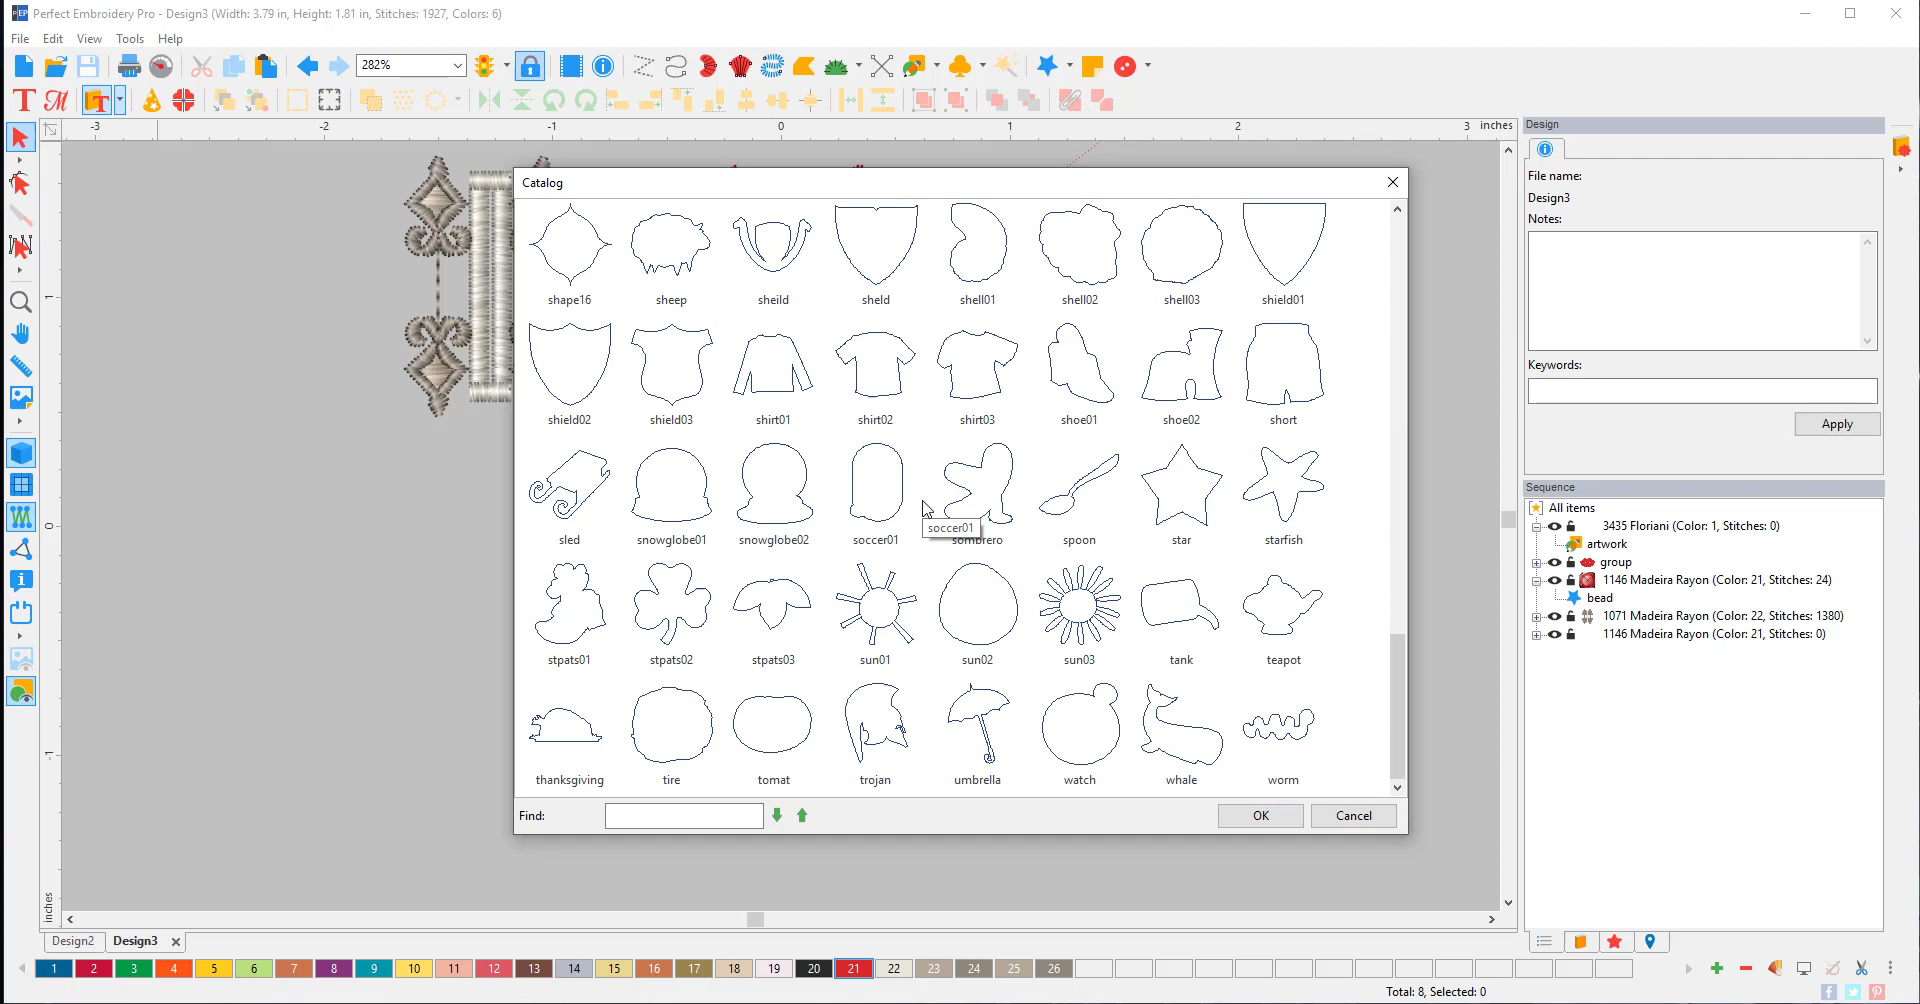 PEP Perfect Embroidery Pro - Design3 (Width: 3.79 in, Height: 1.81 in, Stitches: 1927, Colors: 6)
File Edit View Tools Help
282%
T M T
-3 -2 -1 0 1 2 3 inches
Design
Catalog
File name:
Design3
Notes:
shape16 sheep sheild sheld shell01 shell02 shell03 shield01
1
Keywords:
shield02 shield03 shirt01 shirt02 shirt03 shoe01 shoe02 short
Apply
Sequence
All items
0
3435 Floriani (Color: 1, Stitches: 0)
soccer01
sled snowglobe01 snowglobe02 soccer01 sombrero spoon star starfish
artwork
group
1146 Madeira Rayon (Color: 21, Stitches: 24)
bead
1071 Madeira Rayon (Color: 22, Stitches: 1380)
1146 Madeira Rayon (Color: 21, Stitches: 0)
stpats01 stpats02 stpats03 sun01 sun02 sun03 tank teapot
-1
thanksgiving tire tomat trojan umbrella watch whale worm
Find: OK Cancel
inches
Design2 Design3
1 2 3 4 5 6 7 8 9 10 11 12 13 14 15 16 17 18 19 20 21 22 23 24 25 26
Total: 8, Selected: 0